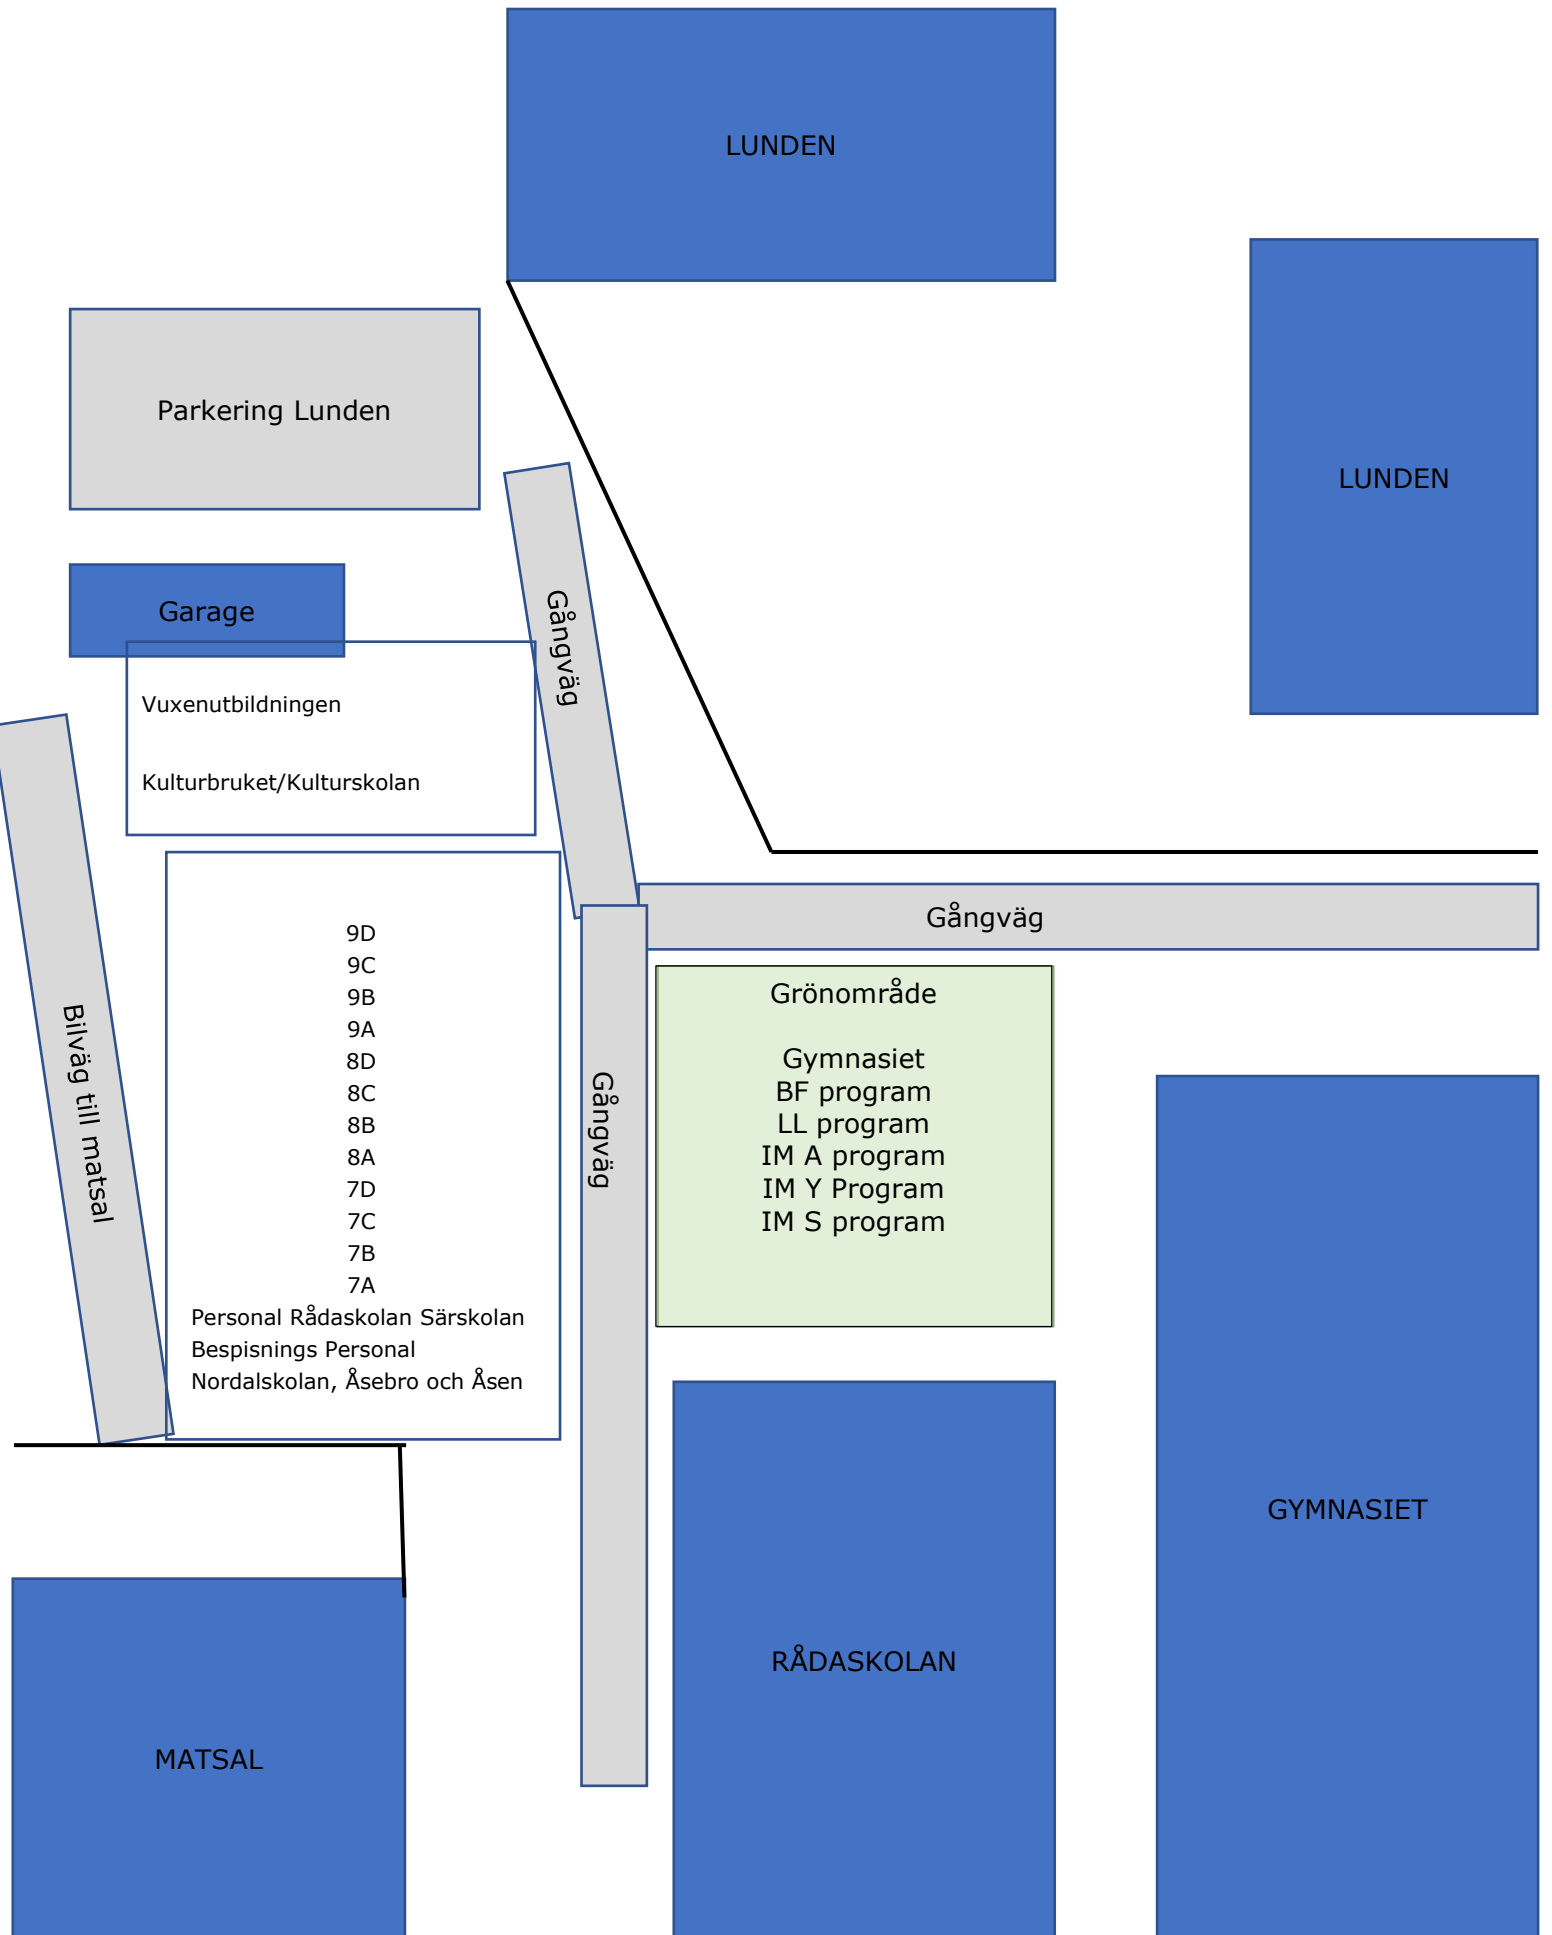 LUNDEN
Parkering Lunden
LUNDEN
Garage
Gångväg
Vuxenutbildningen
Kulturbruket/Kulturskolan
Gångväg
9D
9C
9B
9A
8D
8C
8B
8A
7D
7C
7B
7A
Personal Rådaskolan Särskolan
Bespisnings Personal
Nordalskolan, Åsebro och Åsen
Bilväg till matsal
Gångväg
Grönområde
Gymnasiet
BF program
LL program
IM A program
IM Y Program
IM S program
GYMNASIET
RÅDASKOLAN
MATSAL